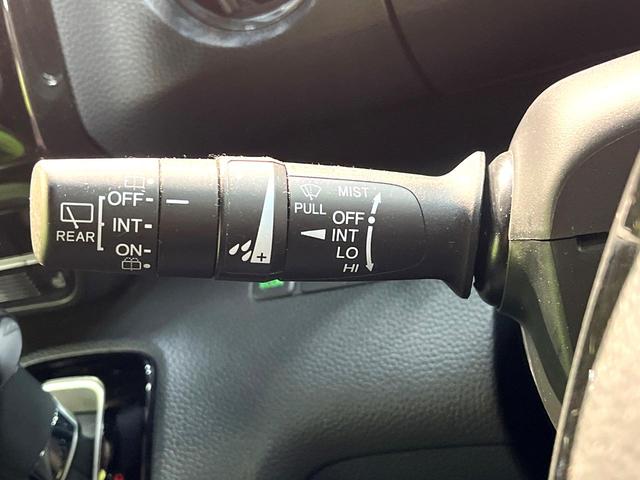 OFF
INT
ON
REAR
+
PULL
MIST
OFF
INT
LO
HI